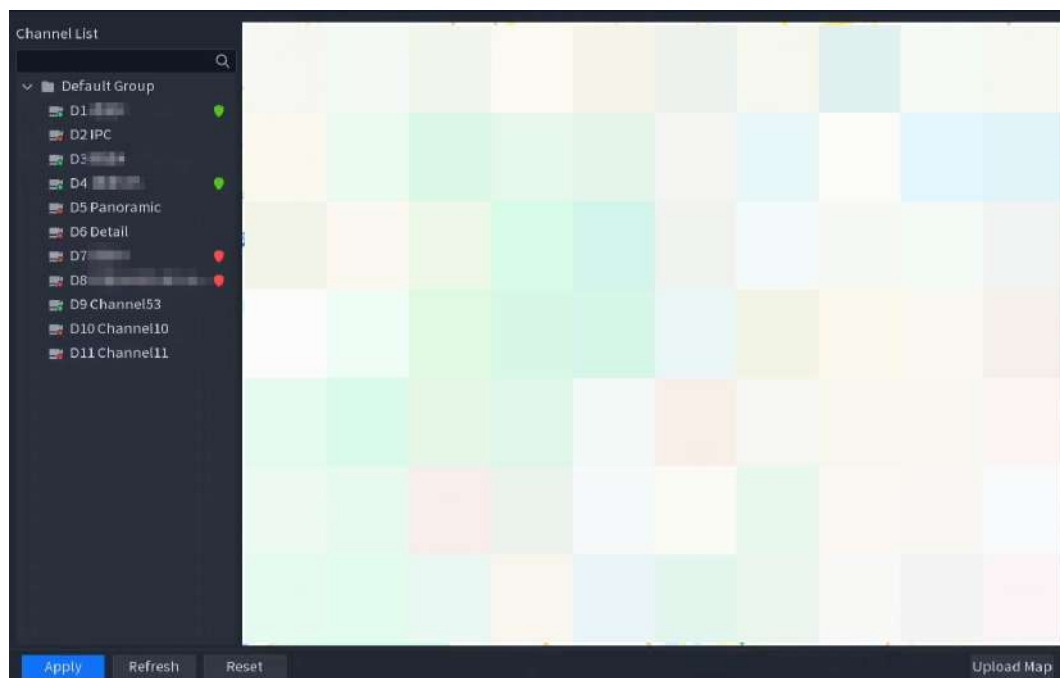 Channel List
Default Group
D1
D2 IPC
D3
D4
D5 Panoramic
D6 Detail
D7
D8
D9 Channel53
D10 Channel10
D11 Channel11
Apply Refresh Reset Upload Map